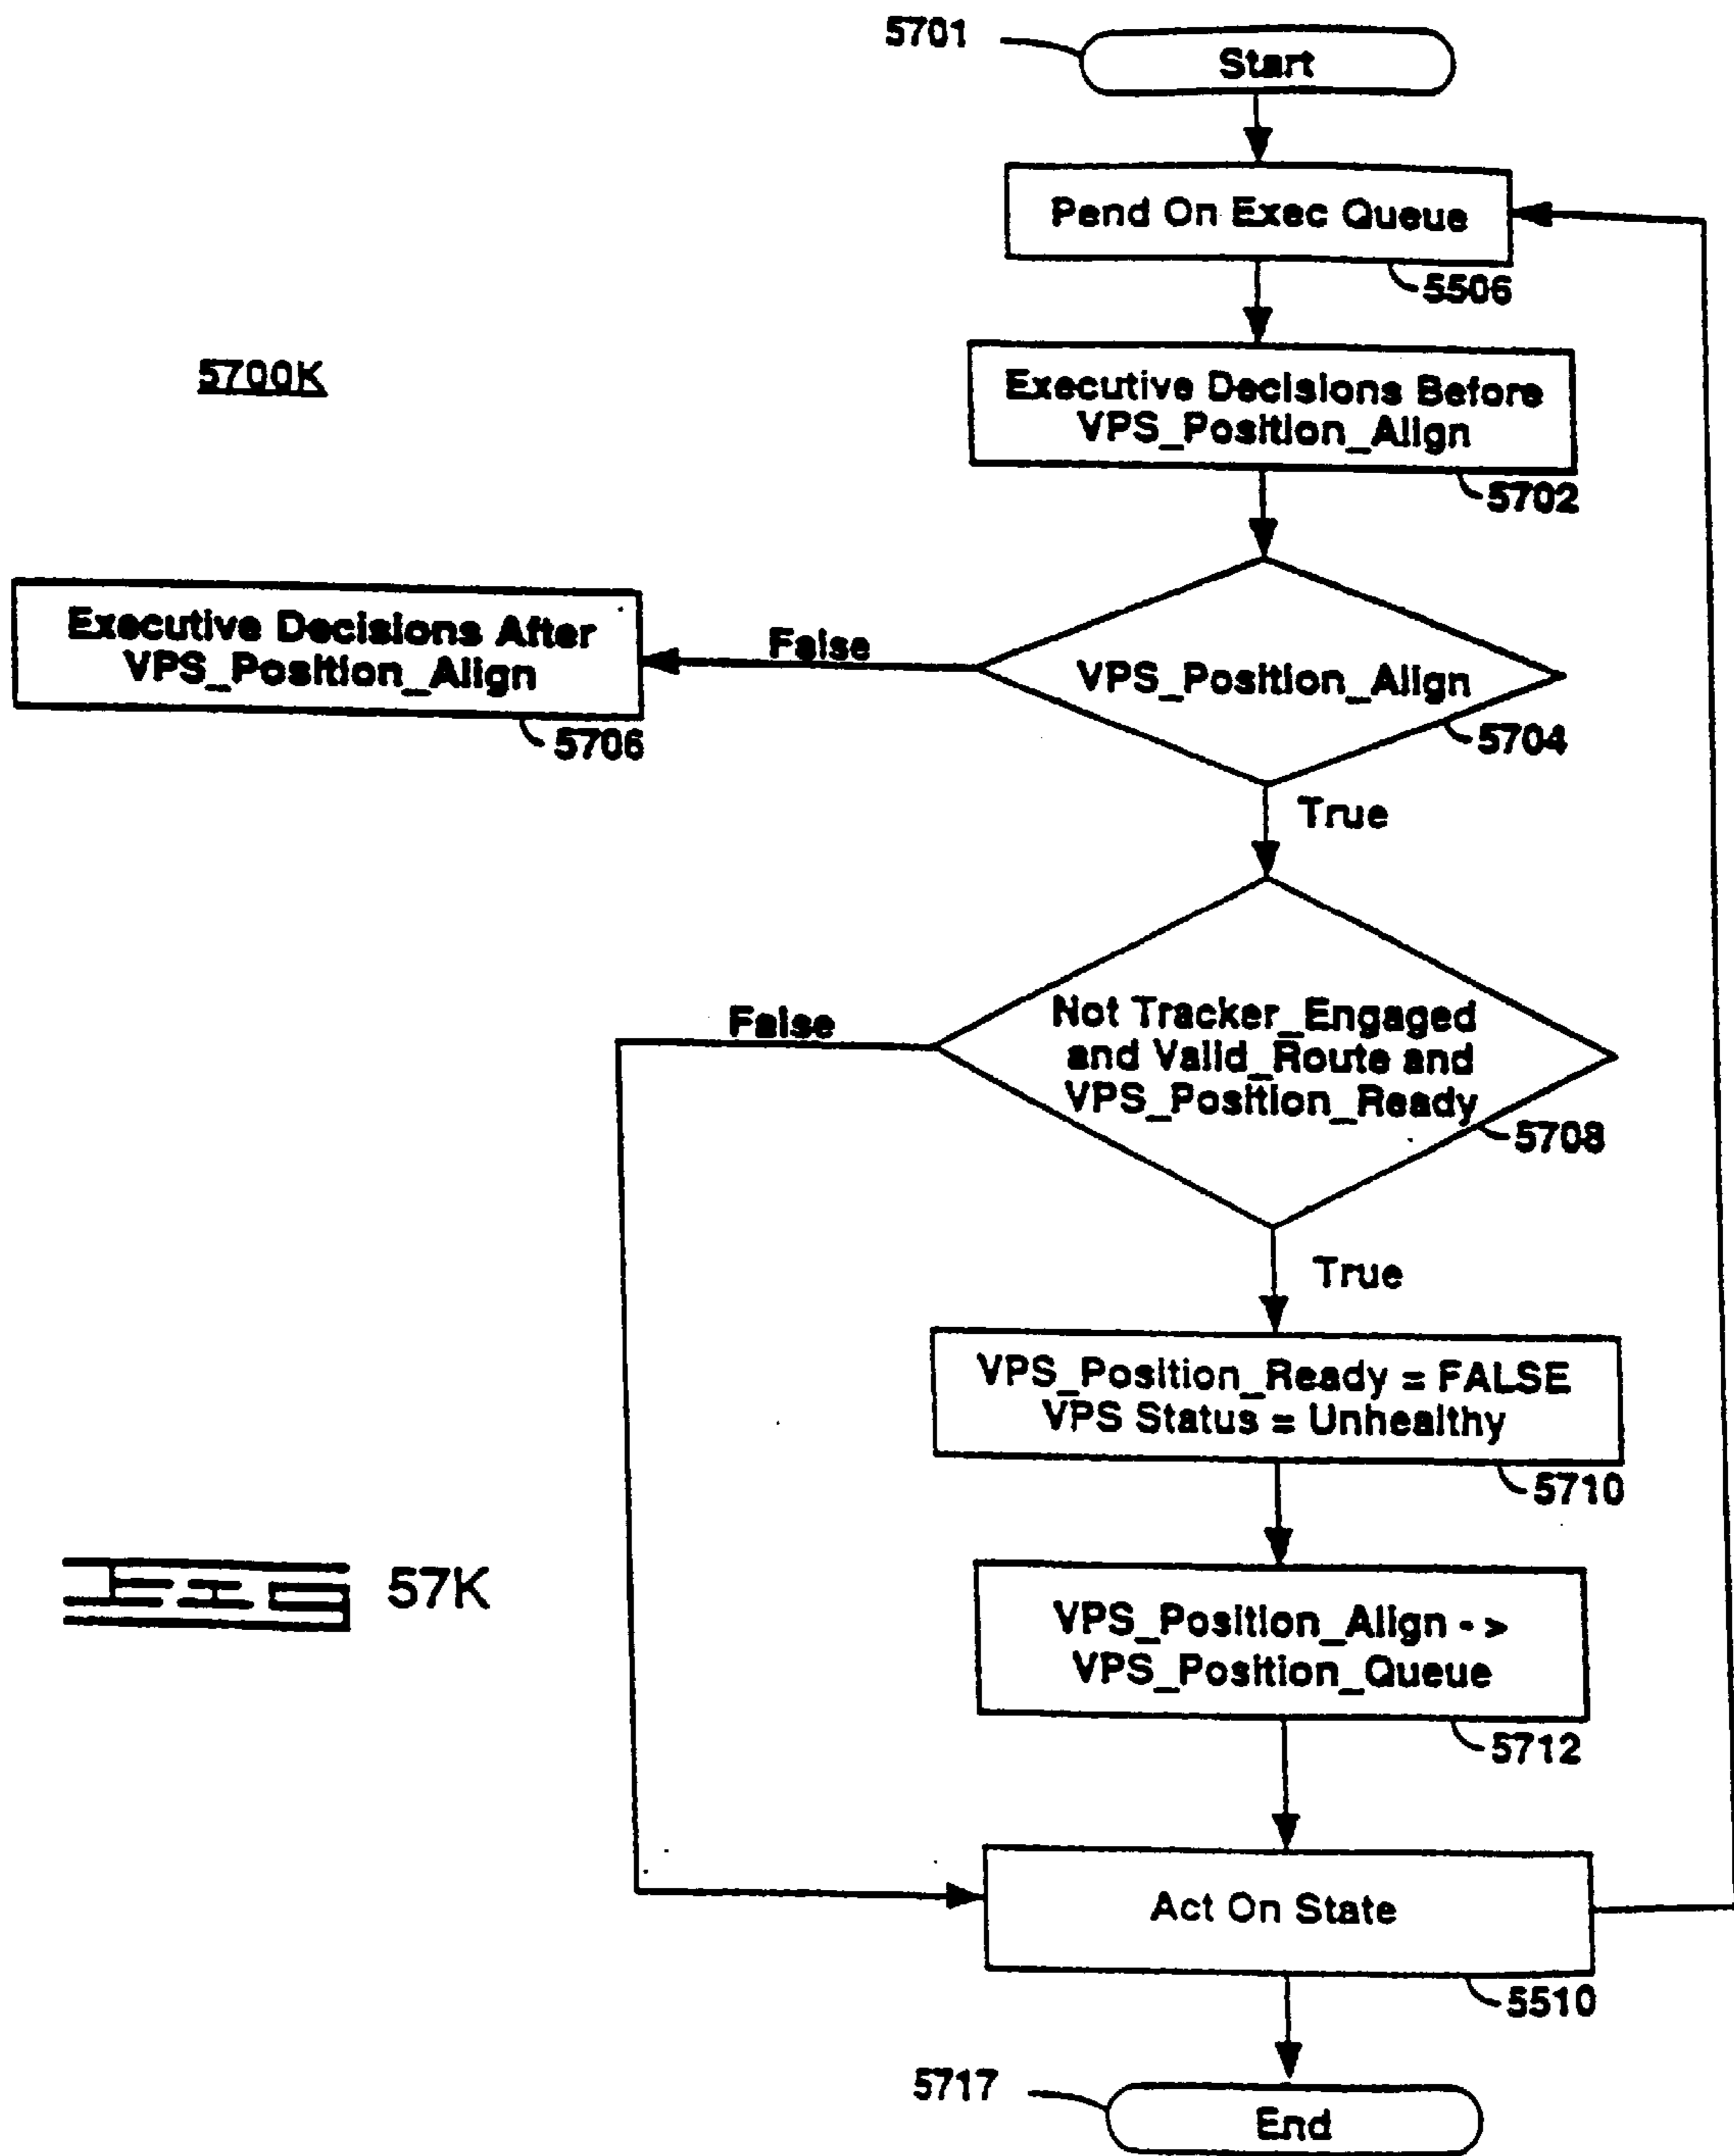 5701
Start
Pend On Exec Queue
5506
5700K
Executive Decisions Before
VPS_Position_Align
5702
Executive Decisions After
VPS_Position_Align
5706
False
VPS_Position_Align
5704
True
False
Not Tracker_Engaged
and Valid_Route and
VPS_Position_Ready
5708
True
VPS_Position_Ready = FALSE
VPS Status = Unhealthy
5710
FIG 57K
VPS_Position_Align - >
VPS_Position_Queue
5712
Act On State
5510
5717
End